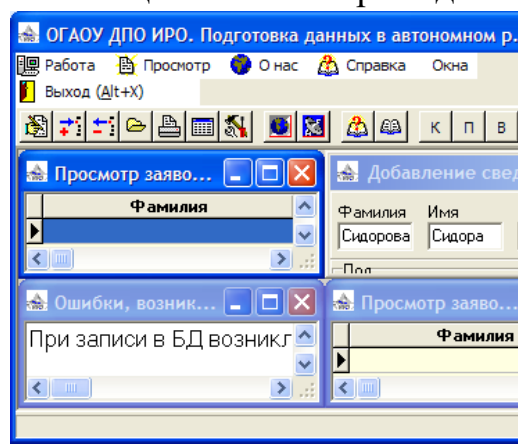 ОГАОУ ДПО ИРО. Подготовка данных в автономном р.
Работа Просмотр О нас Справка Окна
Выход (Alt+X)
К П В
Просмотр заяво... Добавление свед
Фамилия Фамилия Имя
Сидорова Сидора
Пол
Ошибки, возник... Просмотр заяво...
При записи в БД возникл Фамилия